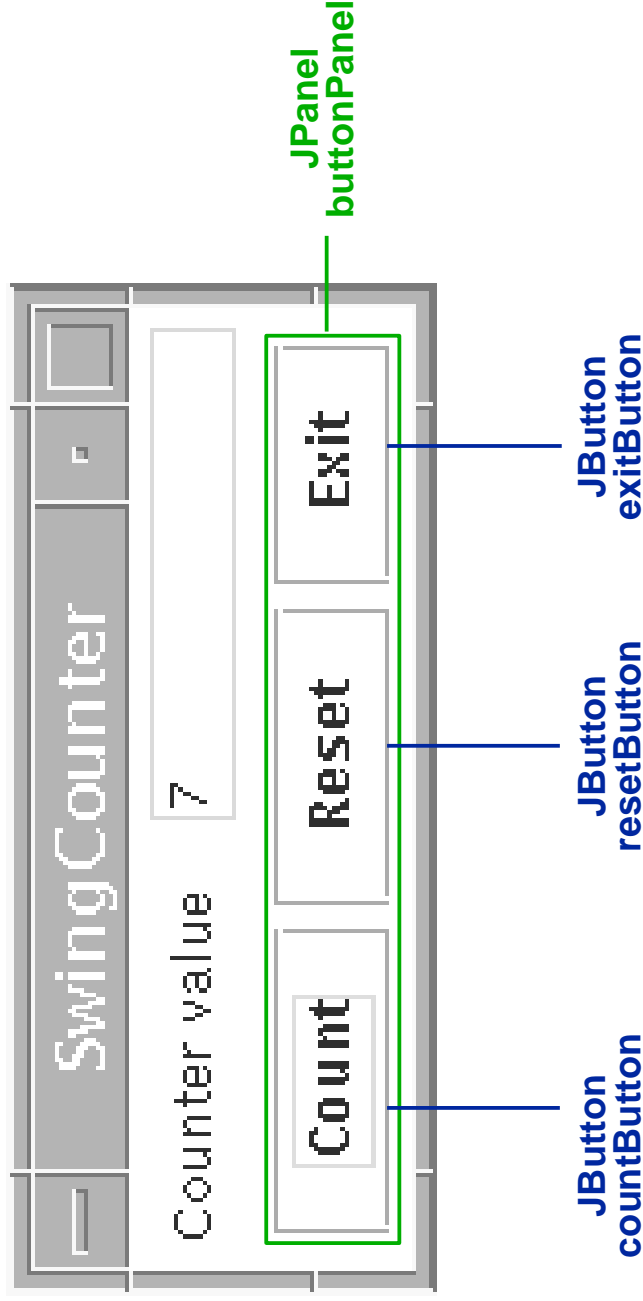 SwingCounter
Counter value 7
Count Reset Exit
JPanel
buttonPanel
JButton
countButton
JButton
resetButton
JButton
exitButton